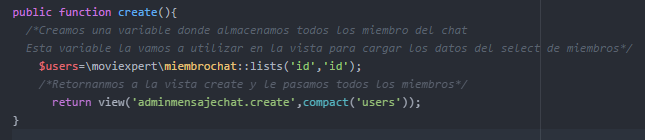 public function create(){
/*Creamos una variable donde almacenamos todos los miembro del chat
Esta variable la vamos a utilizar en la vista para cargar los datos del select de miembros*/
$users=\moviexpert\miembrochat::lists('id','id');
/*Retornanmos a la vista create y le pasamos todos los miembros*/
return view('adminmensajechat.create',compact('users'));
}